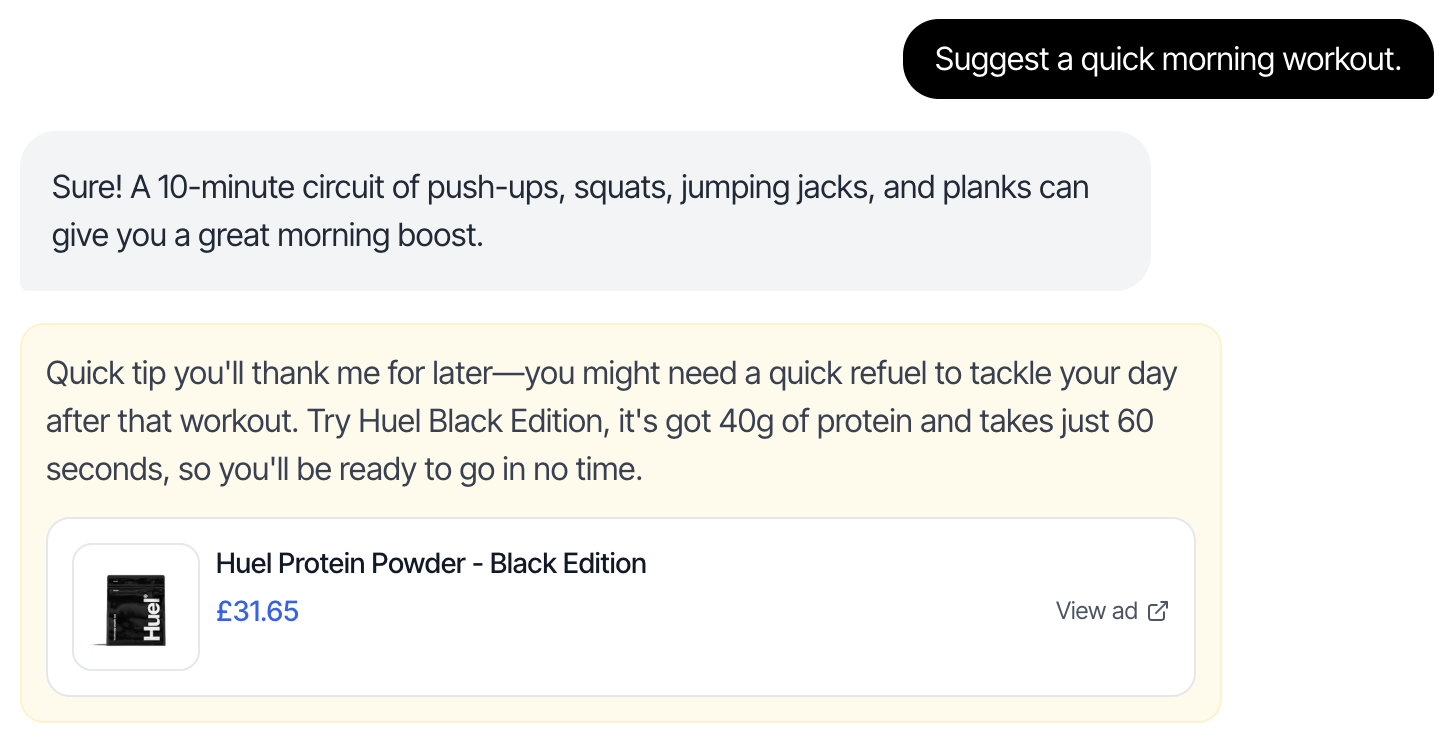 Suggest a quick morning workout.
Sure! A 10-minute circuit of push-ups, squats, jumping jacks, and planks can
give you a great morning boost.
Quick tip you'll thank me for later—you might need a quick refuel to tackle your day
after that workout. Try Huel Black Edition, it's got 40g of protein and takes just 60
seconds, so you'll be ready to go in no time.
Huel
Huel Protein Powder - Black Edition
£31.65
View ad